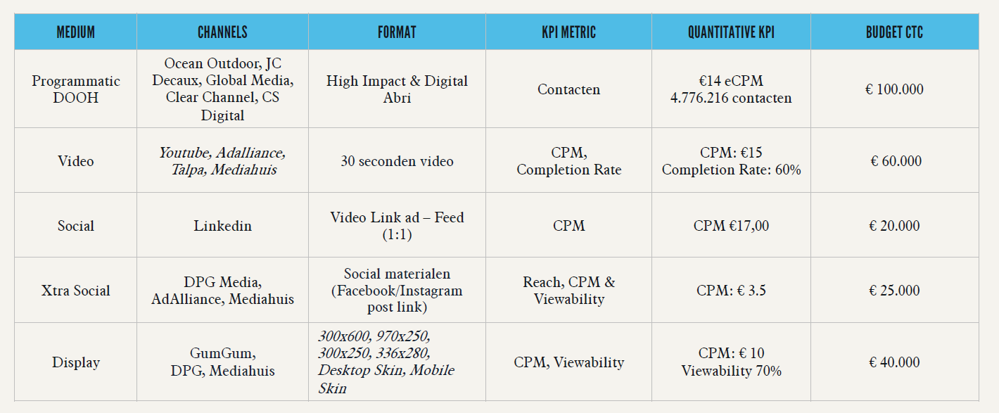 MEDIUM
CHANNELS
FORMAT
KPI METRIC
QUANTITATIVE KPI
BUDGET CTC
Programmatic
DOOH
Ocean Outdoor, JC
Decaux, Global Media,
Clear Channel, CS
Digital
High Impact & Digital
Abri
Contacten
€14 eCPM
4.776.216 contacten
€ 100.000
Video
Youtube, Adalliance,
Talpa, Mediahuis
30 seconden video
CPM,
Completion Rate
CPM: €15
Completion Rate: 60%
€ 60.000
Social
Linkedin
Video Link ad – Feed
(1:1)
CPM
CPM €17,00
€ 20.000
Xtra Social
DPG Media,
AdAlliance, Mediahuis
Social materialen
(Facebook/Instagram
post link)
Reach, CPM &
Viewability
CPM: € 3.5
€ 25.000
Display
GumGum,
DPG, Mediahuis
300x600, 970x250,
300x250, 336x280,
Desktop Skin, Mobile
Skin
CPM, Viewability
CPM: € 10
Viewability 70%
€ 40.000